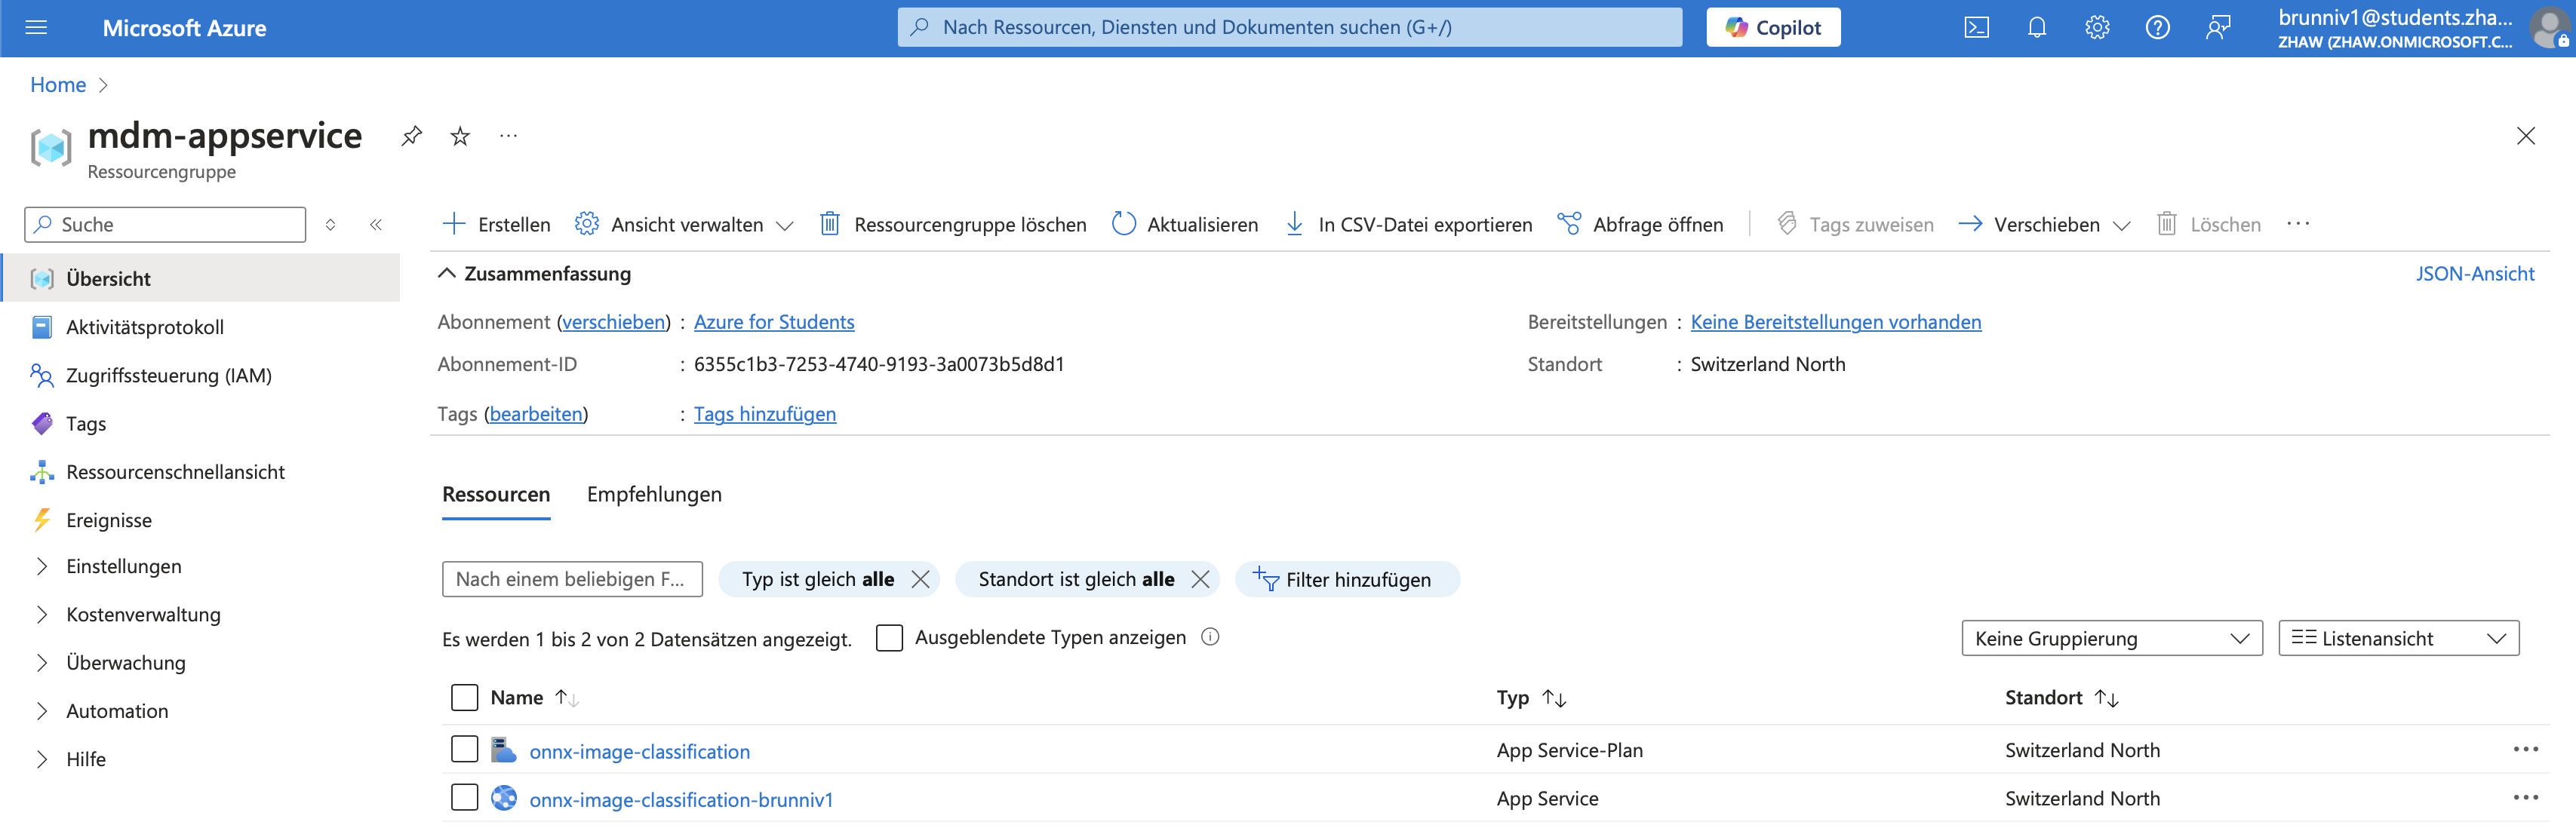 Microsoft Azure
Nach Ressourcen, Diensten und Dokumenten suchen (G+/)
Copilot
brunniv1@students.zha...
ZHAW (ZHAW.ONMICROSOFT.C...
Home
mdm-appservice
Ressourcengruppe
Suche
Erstellen
Ansicht verwalten
Ressourcengruppe löschen
Aktualisieren
In CSV-Datei exportieren
Abfrage öffnen
Tags zuweisen
Verschieben
Löschen
Übersicht
Aktivitätsprotokoll
Zugriffssteuerung (IAM)
Tags
Ressourcenschnellansicht
Ereignisse
Einstellungen
Kostenverwaltung
Überwachung
Automation
Hilfe
Zusammenfassung
JSON-Ansicht
Abonnement (verschieben) : Azure for Students
Bereitstellungen : Keine Bereitstellungen vorhanden
Abonnement-ID : 6355c1b3-7253-4740-9193-3a0073b5d8d1
Standort : Switzerland North
Tags (bearbeiten) : Tags hinzufügen
Ressourcen
Empfehlungen
Nach einem beliebigen F...
Typ ist gleich alle
Standort ist gleich alle
Filter hinzufügen
Es werden 1 bis 2 von 2 Datensätzen angezeigt.
Ausgeblendete Typen anzeigen
Keine Gruppierung
Listenansicht
Name Typ Standort
onnx-image-classification App Service-Plan Switzerland North
onnx-image-classification-brunniv1 App Service Switzerland North